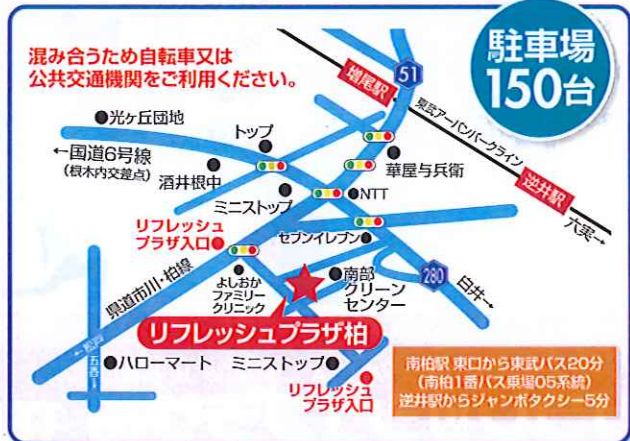 混み合うため自転車又は
公共交通機関をご利用ください。
駐車場
150台
51
増尾駅
東武アーバンパークライン
光ヶ丘団地
トップ
←国道6号線
(根木内交差点)
酒井根中
華屋与兵衛
逆井駅
六実→
ミニストップ
NTT
リフレッシュ
プラザ入口
セブンイレブン
県道市川・柏線
よしおか
ファミリー
クリニック
南部
グリーン
センター
280
白井→
リフレッシュプラザ柏
←松戸
五香
ハローマート
ミニストップ
リフレッシュ
プラザ入口
南柏駅 東口から東武バス20分
(南柏1番バス乗場05系統)
逆井駅からジャンボタクシー5分